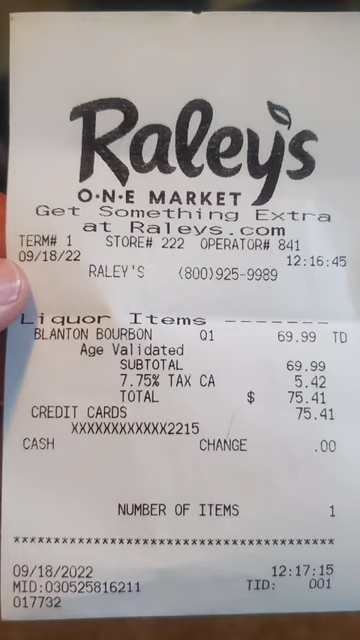 Raley's
O·N·E MARKET
Get Something Extra
at Raleys.com
TERM# 1 STORE# 222 OPERATOR# 841
09/18/22 12:16:45
RALEY'S (800)925-9989
Liquor Items -------
BLANTON BOURBON Q1 69.99 TD
Age Validated
SUBTOTAL 69.99
7.75% TAX CA 5.42
TOTAL $ 75.41
CREDIT CARDS 75.41
XXXXXXXXXXXX2215
CASH CHANGE .00
NUMBER OF ITEMS 1
****************************************
09/18/2022 12:17:15
MID:030525816211 TID: 001
017732